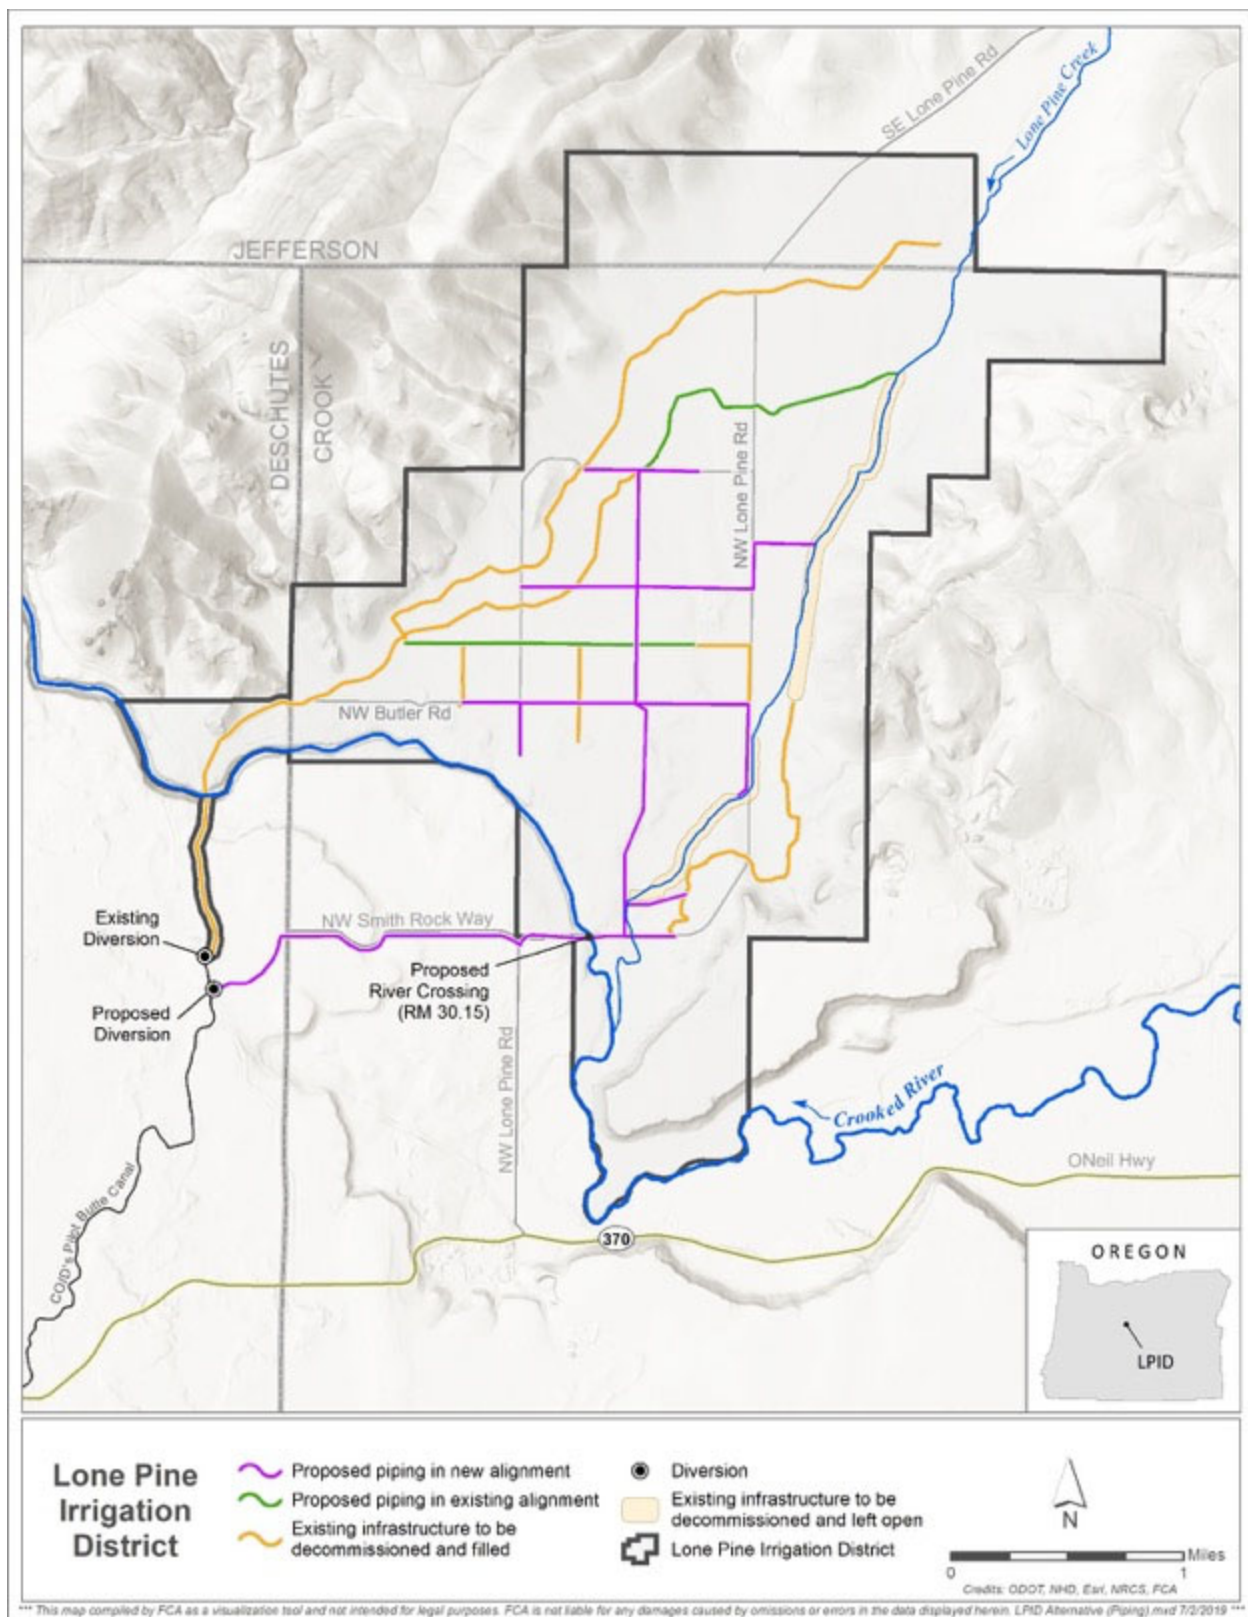 SE Lone Pine Rd
Lone Pine Creek
JEFFERSON
DESCHUTES
CROOK
NW Lone Pine Rd
NW Butler Rd
Existing
Diversion
NW Smith Rock Way
Proposed
River Crossing
(RM 30.15)
Proposed
Diversion
NW Lone Pine Rd
Crooked River
ONeil Hwy
COID's Pilot Butte Canal
370
OREGON
LPID
Lone Pine
Irrigation
District
Proposed piping in new alignment
Proposed piping in existing alignment
Existing infrastructure to be
decommissioned and filled
Diversion
Existing infrastructure to be
decommissioned and left open
Lone Pine Irrigation District
N
Miles
0 1
Credits: ODOT, NHD, Esri, NRCS, FCA
*** This map compiled by FCA as a visualization tool and not intended for legal purposes. FCA is not liable for any damages caused by omissions or errors in the data displayed herein. LPID Alternative (Piping).mxd 7/2/2019 ***